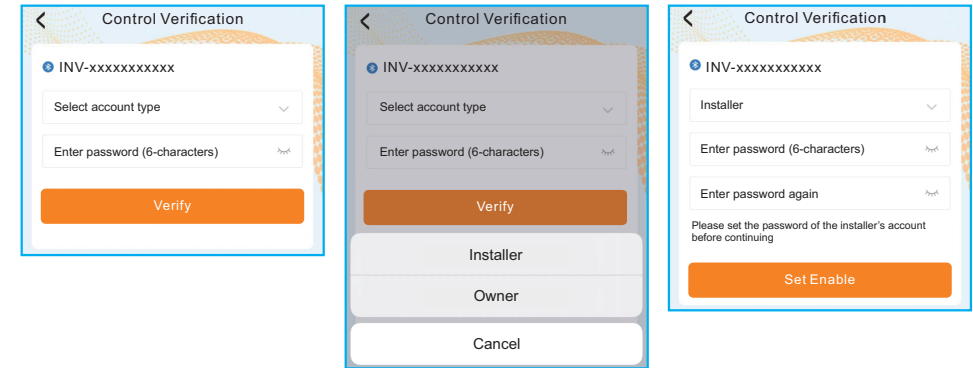 Control Verification
INV-xxxxxxxxxxx
Select account type
Enter password (6-characters)
Verify
Control Verification
INV-xxxxxxxxxxx
Select account type
Enter password (6-characters)
Verify
Installer
Owner
Cancel
Control Verification
INV-xxxxxxxxxxx
Installer
Enter password (6-characters)
Enter password again
Please set the password of the installer's account
before continuing
Set Enable